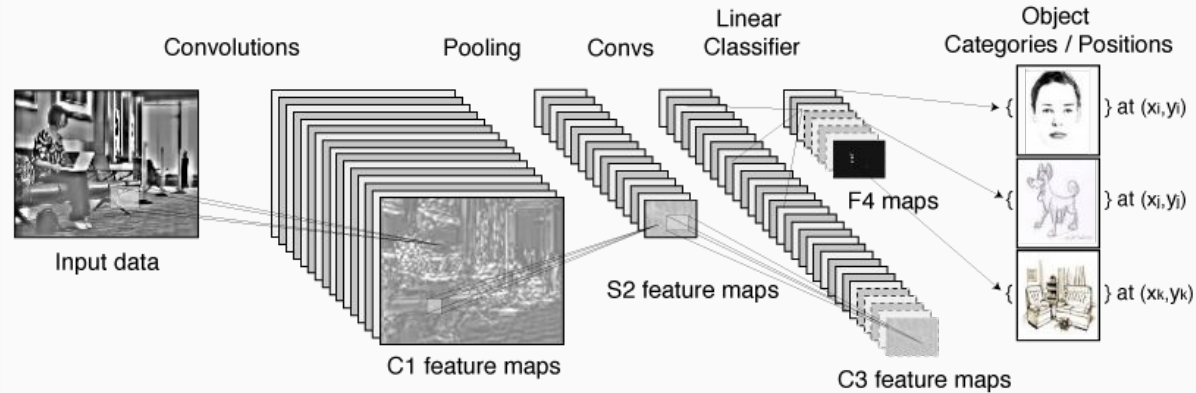 Convolutions
Pooling
Convs
Linear
Classifier
Object
Categories / Positions
Input data
C1 feature maps
S2 feature maps
C3 feature maps
F4 maps
{ } at (xi,yi)
{ } at (xj,yj)
{ } at (xk,yk)